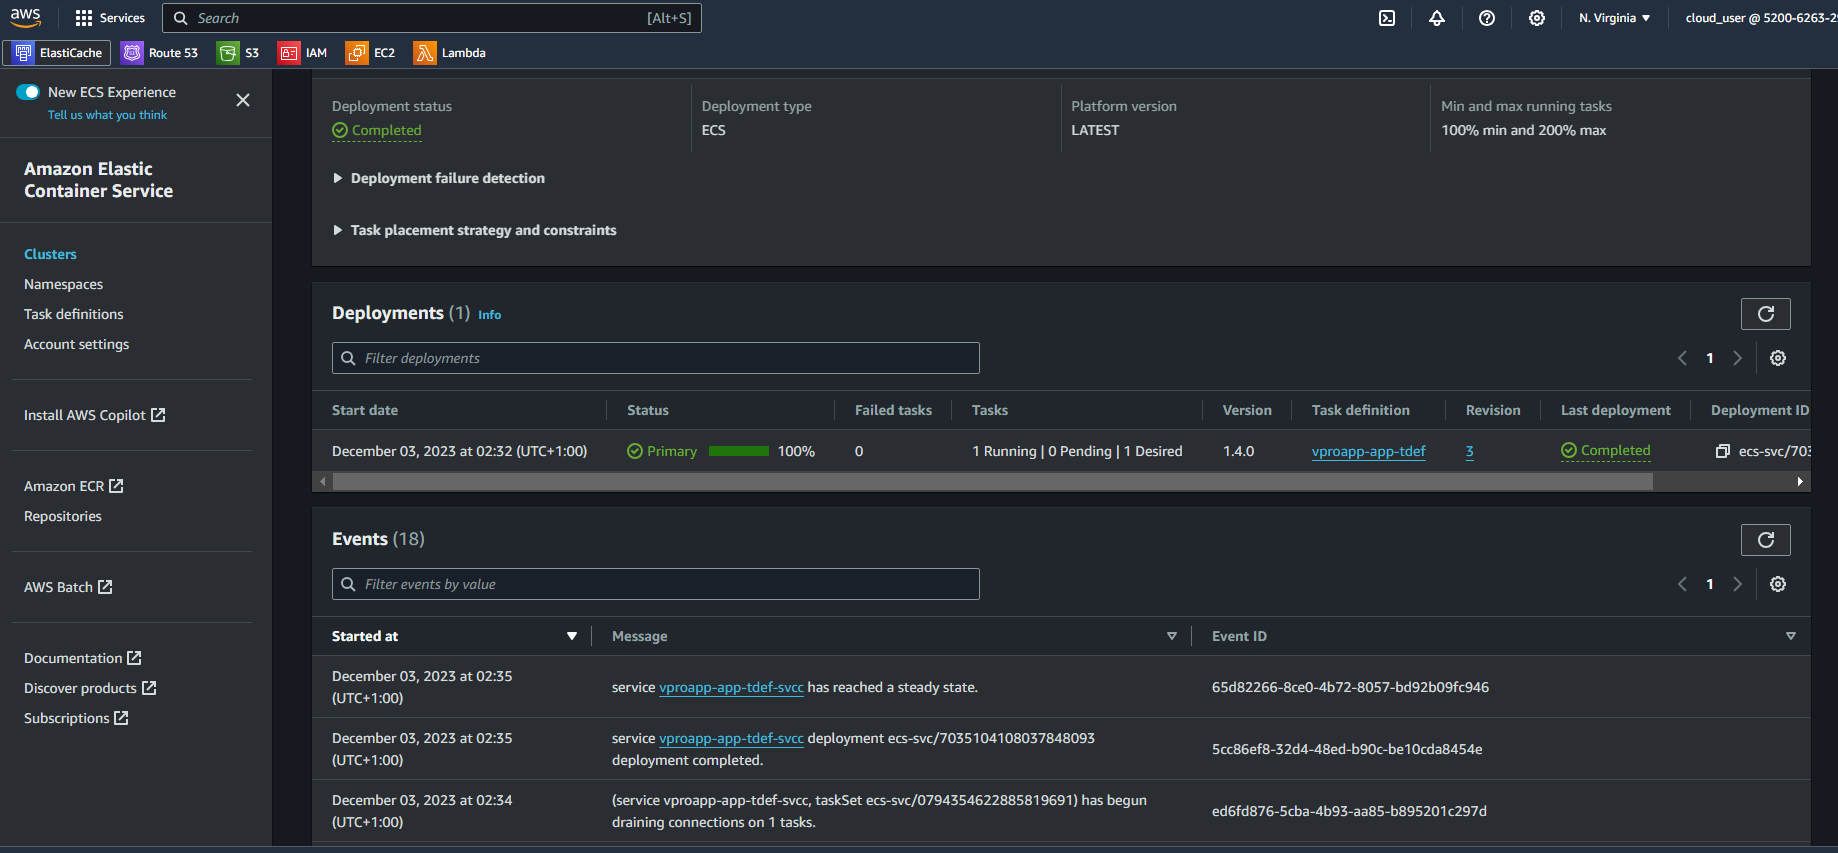 aws
Services
Search
[Alt+S]
N. Virginia
cloud_user @ 5200-6263-2
ElastiCache
Route 53
S3
IAM
EC2
Lambda
New ECS Experience
Tell us what you think
Amazon Elastic
Container Service
Clusters
Namespaces
Task definitions
Account settings
Install AWS Copilot
Amazon ECR
Repositories
AWS Batch
Documentation
Discover products
Subscriptions
Deployment status
Completed
Deployment type
ECS
Platform version
LATEST
Min and max running tasks
100% min and 200% max
Deployment failure detection
Task placement strategy and constraints
Deployments (1) Info
Filter deployments
1
Start date Status Failed tasks Tasks Version Task definition Revision Last deployment Deployment ID
December 03, 2023 at 02:32 (UTC+1:00) Primary 100% 0 1 Running | 0 Pending | 1 Desired 1.4.0 vproapp-app-tdef 3 Completed ecs-svc/703
Events (18)
Filter events by value
1
Started at Message Event ID
December 03, 2023 at 02:35
(UTC+1:00)
service vproapp-app-tdef-svcc has reached a steady state.
65d82266-8ce0-4b72-8057-bd92b09fc946
December 03, 2023 at 02:35
(UTC+1:00)
service vproapp-app-tdef-svcc deployment ecs-svc/7035104108037848093
deployment completed.
5cc86ef8-32d4-48ed-b90c-be10cda8454e
December 03, 2023 at 02:34
(UTC+1:00)
(service vproapp-app-tdef-svcc, taskSet ecs-svc/0794354622885819691) has begun
draining connections on 1 tasks.
ed6fd876-5cba-4b93-aa85-b895201c297d